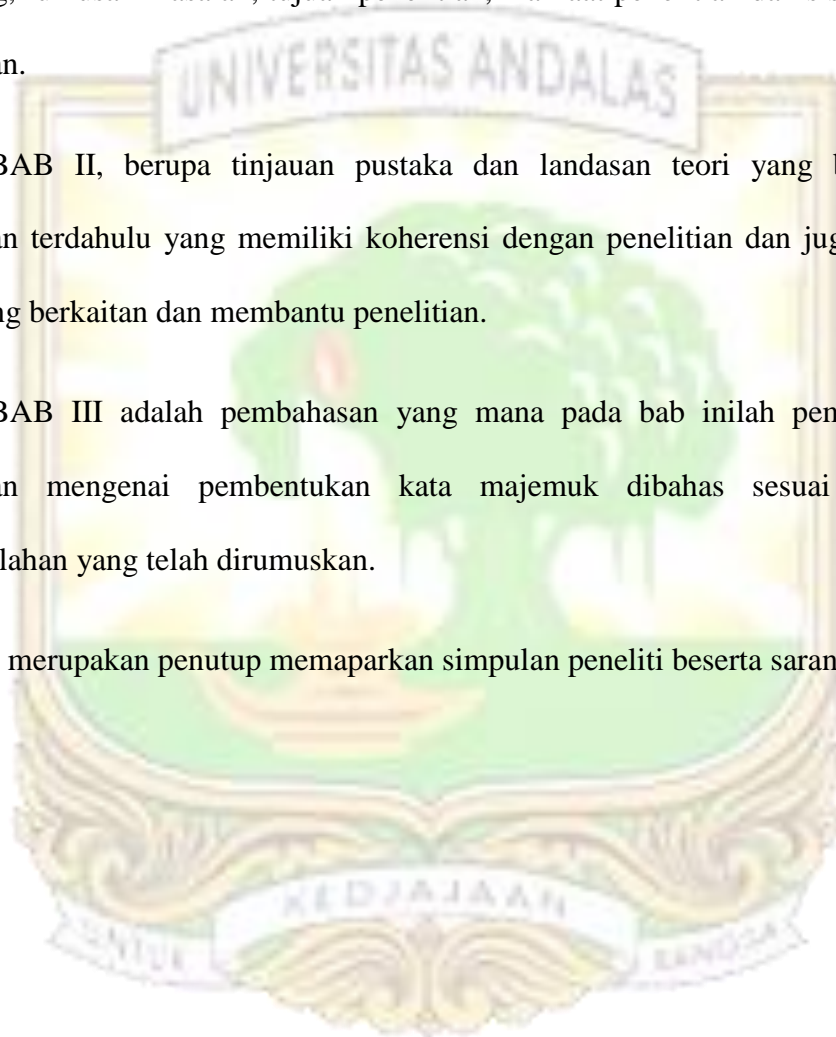 UNIVERSITAS ANDALAS
an.
BAB II, berupa tinjauan pustaka dan landasan teori yang
an terdahulu yang memiliki koherensi dengan penelitian dan
ng berkaitan dan membantu penelitian.
BAB III adalah pembahasan yang mana pada bab inilah
an mengenai pembentukan kata majemuk dibahas sesuai
lahan yang telah dirumuskan.
merupakan penutup memaparkan simpulan peneliti beserta saran
KEDJAJAAN
UNTUK BANGSA